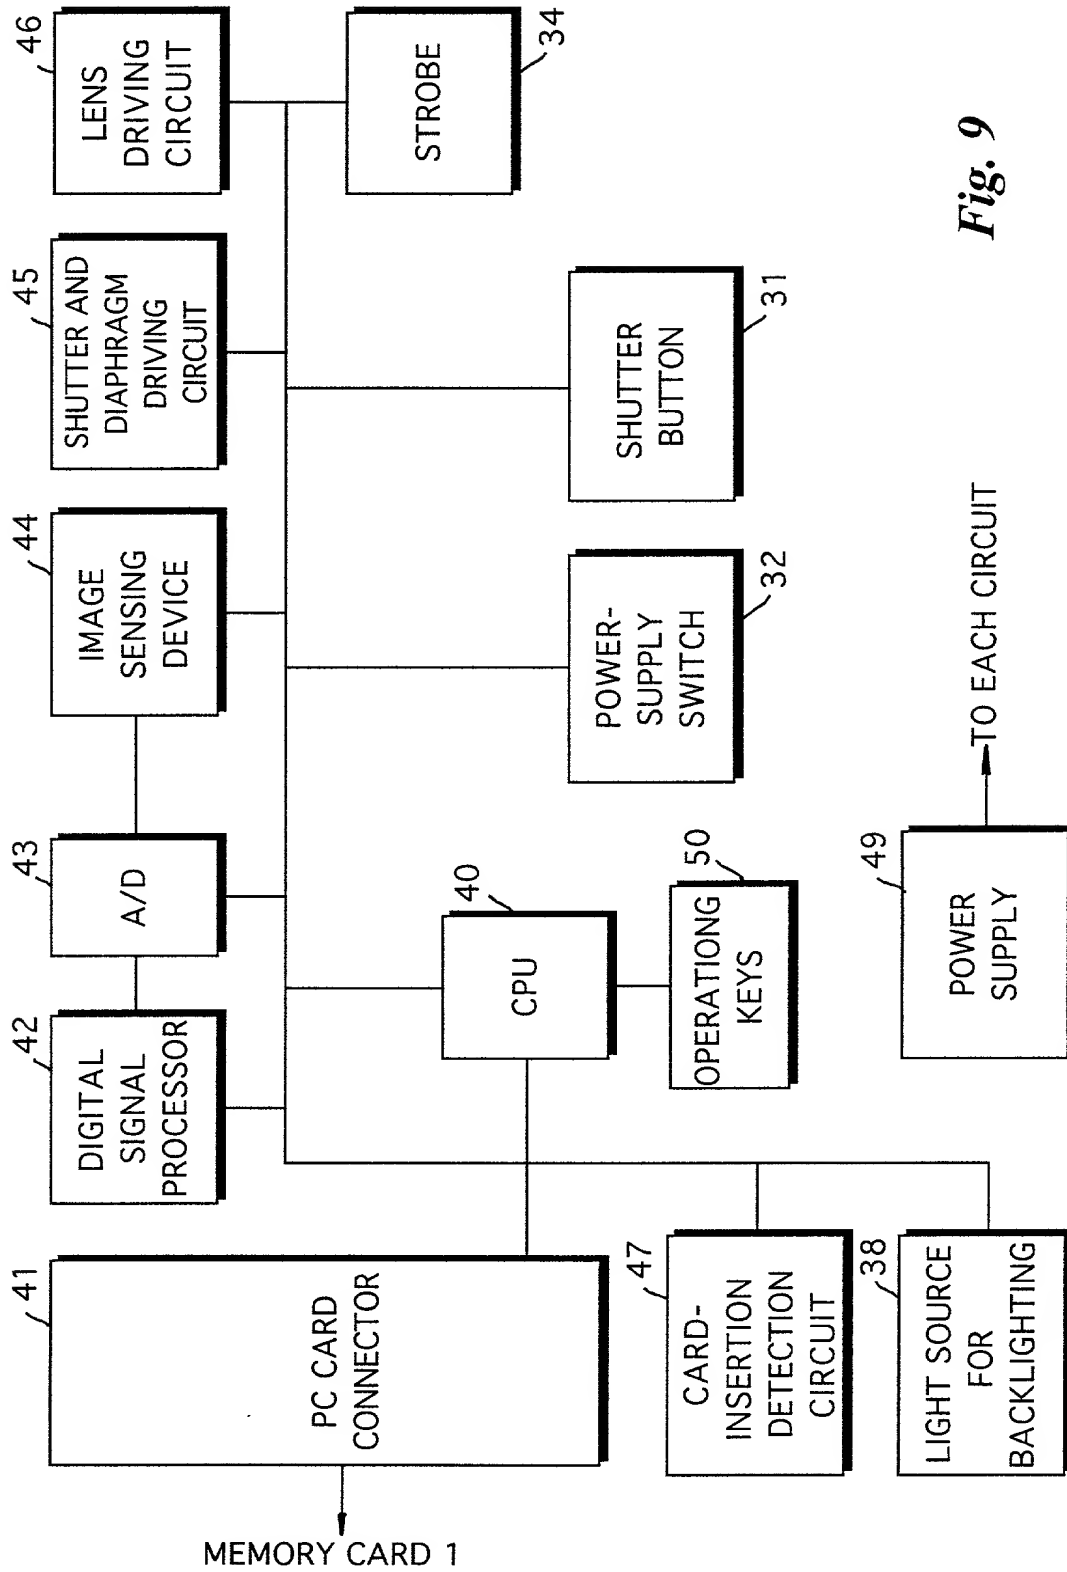 46
LENS
DRIVING
CIRCUIT
STROBE
34
45
SHUTTER AND
DIAPHRAGM
DRIVING
CIRCUIT
SHUTTER
BUTTON
31
44
IMAGE
SENSING
DEVICE
POWER-
SUPPLY
SWITCH
32
43
A/D
42
DIGITAL
SIGNAL
PROCESSOR
40
CPU
50
OPERATIONG
KEYS
49
POWER
SUPPLY
TO EACH CIRCUIT
41
PC CARD
CONNECTOR
MEMORY CARD 1
47
CARD-
INSERTION
DETECTION
CIRCUIT
38
LIGHT SOURCE
FOR
BACKLIGHTING
Fig. 9